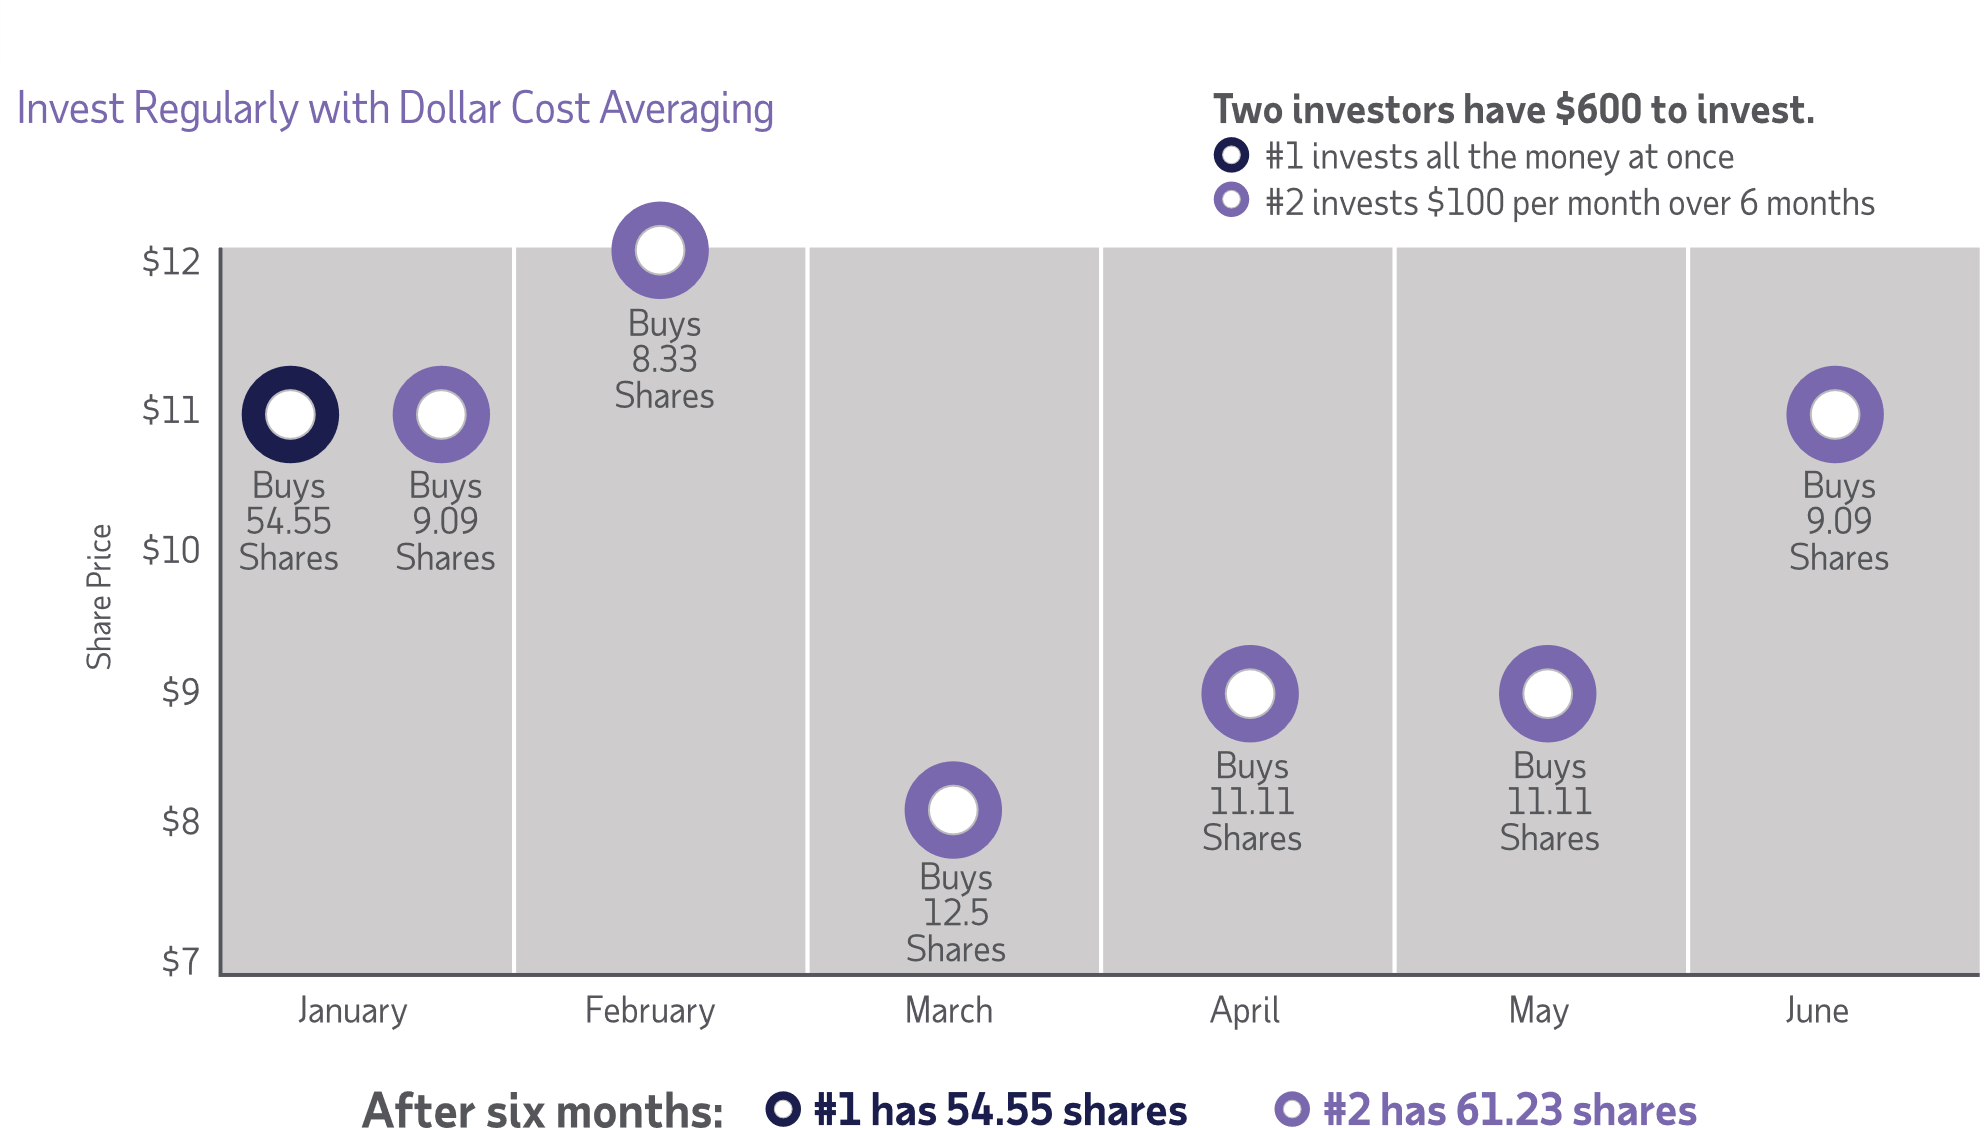 Invest Regularly with Dollar Cost Averaging
Two investors have $600 to invest.
#1 invests all the money at once
#2 invests $100 per month over 6 months
$12
$11
$10
$9
$8
$7
Share Price
Buys
54.55
Shares
Buys
9.09
Shares
Buys
8.33
Shares
Buys
12.5
Shares
Buys
11.11
Shares
Buys
11.11
Shares
Buys
9.09
Shares
January
February
March
April
May
June
After six months:
#1 has 54.55 shares
#2 has 61.23 shares